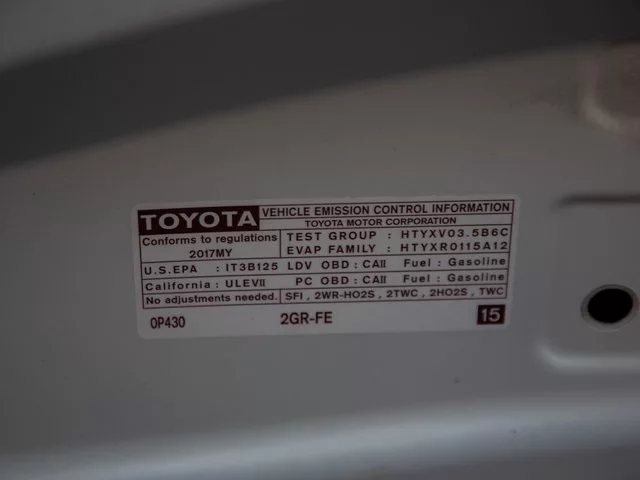 TOYOTA VEHICLE EMISSION CONTROL INFORMATION
TOYOTA MOTOR CORPORATION
Conforms to regulations
2017MY
TEST GROUP : HTYXV03.5B6C
EVAP FAMILY : HTYXR0115A12
U.S.EPA : IT3B125 LDV OBD : CAII Fuel : Gasoline
California : ULEVII PC OBD : CAII Fuel : Gasoline
No adjustments needed. SFI , 2WR-HO2S , 2TWC , 2HO2S , TWC
0P430 2GR-FE 15